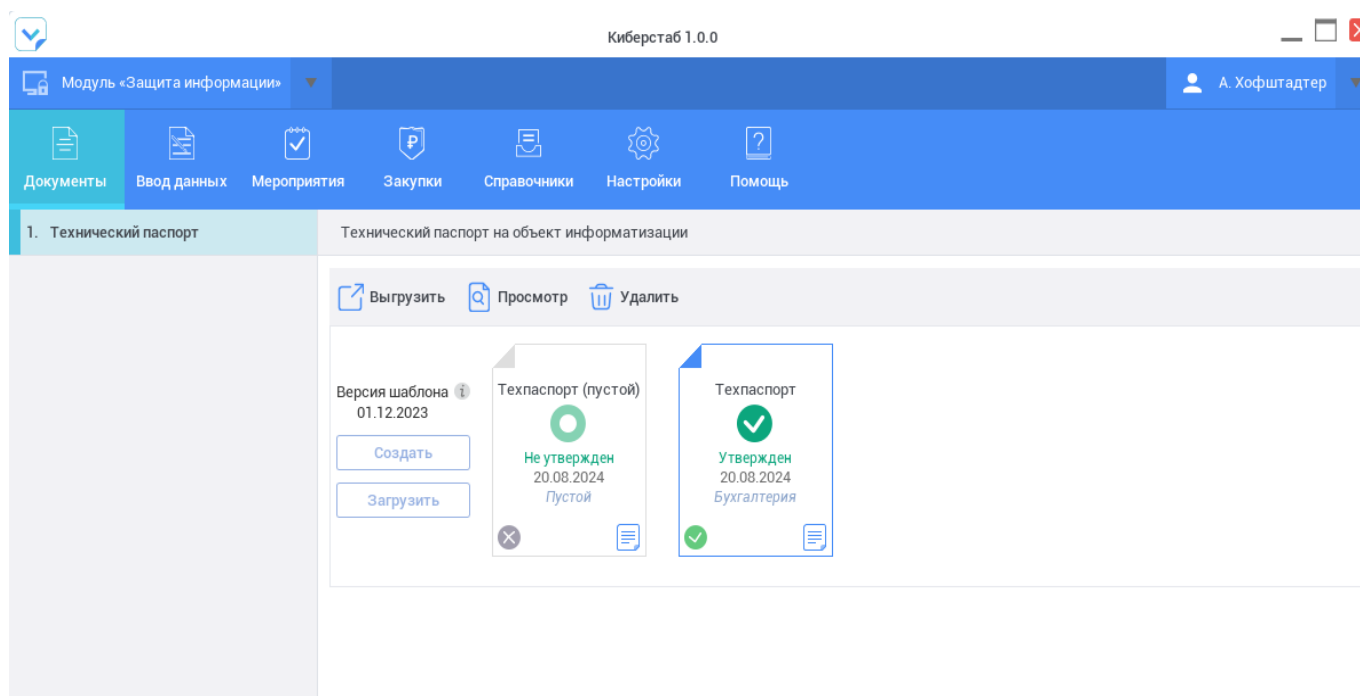 Киберстаб 1.0.0
Модуль «Защита информации»
А. Хофштадтер
Документы
Ввод данных
Мероприятия
Закупки
Справочники
Настройки
Помощь
1. Технический паспорт
Технический паспорт на объект информатизации
Выгрузить
Просмотр
Удалить
Версия шаблона i
01.12.2023
Создать
Загрузить
Техпаспорт (пустой)
Не утвержден
20.08.2024
Пустой
Техпаспорт
Утвержден
20.08.2024
Бухгалтерия